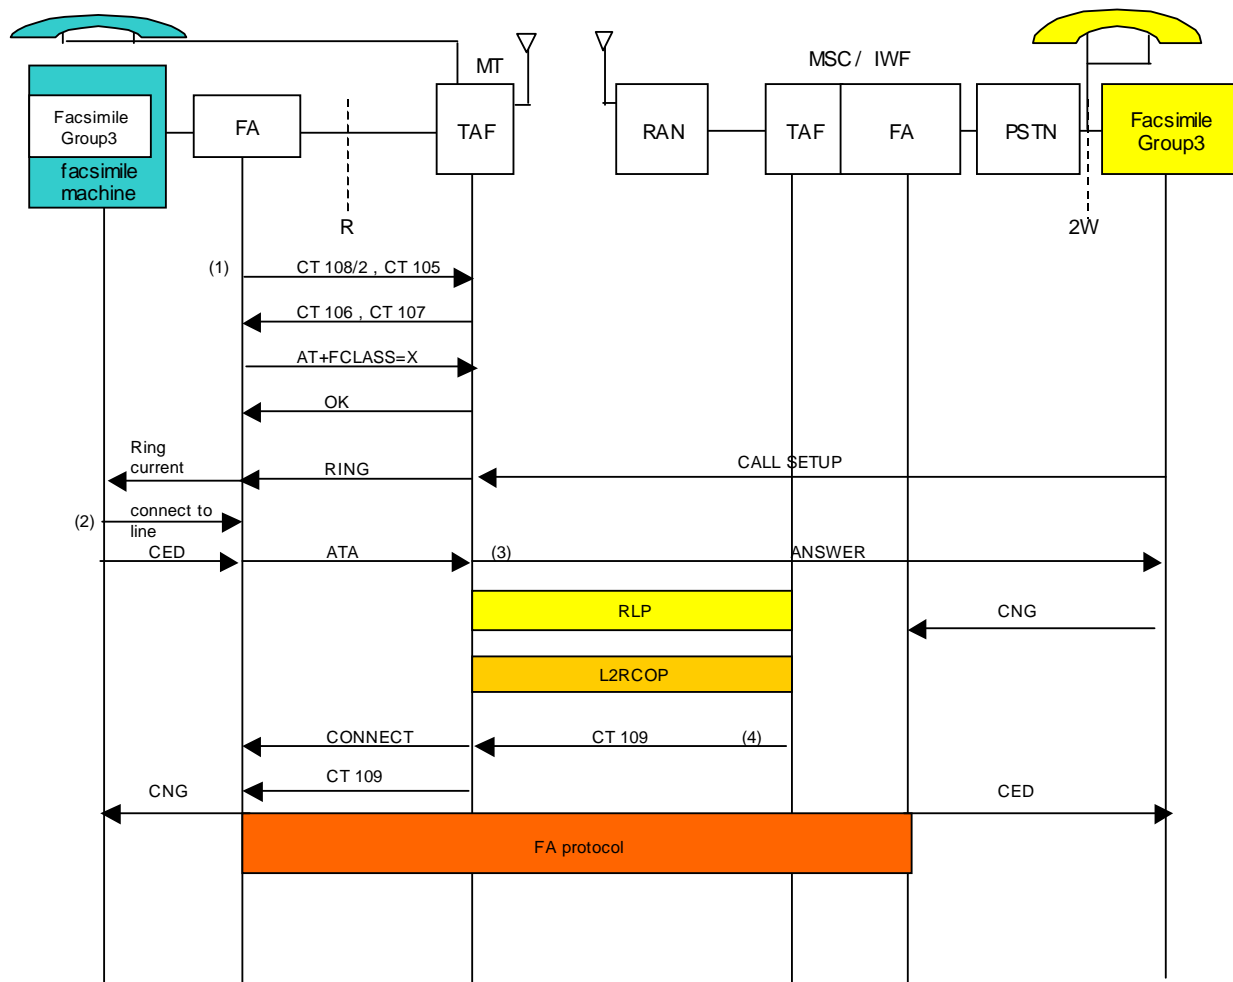 MT
MSC / IWF
Facsimile
Group3
facsimile
machine
FA
TAF
RAN
TAF
FA
PSTN
Facsimile
Group3
R
2W
(1)
CT 108/2 , CT 105
CT 106 , CT 107
AT+FCLASS=X
OK
Ring
current
RING
CALL SETUP
(2)
connect to
line
CED
ATA
(3)
ANSWER
RLP
CNG
L2RCOP
CONNECT
CT 109
(4)
CT 109
CNG
CED
FA protocol